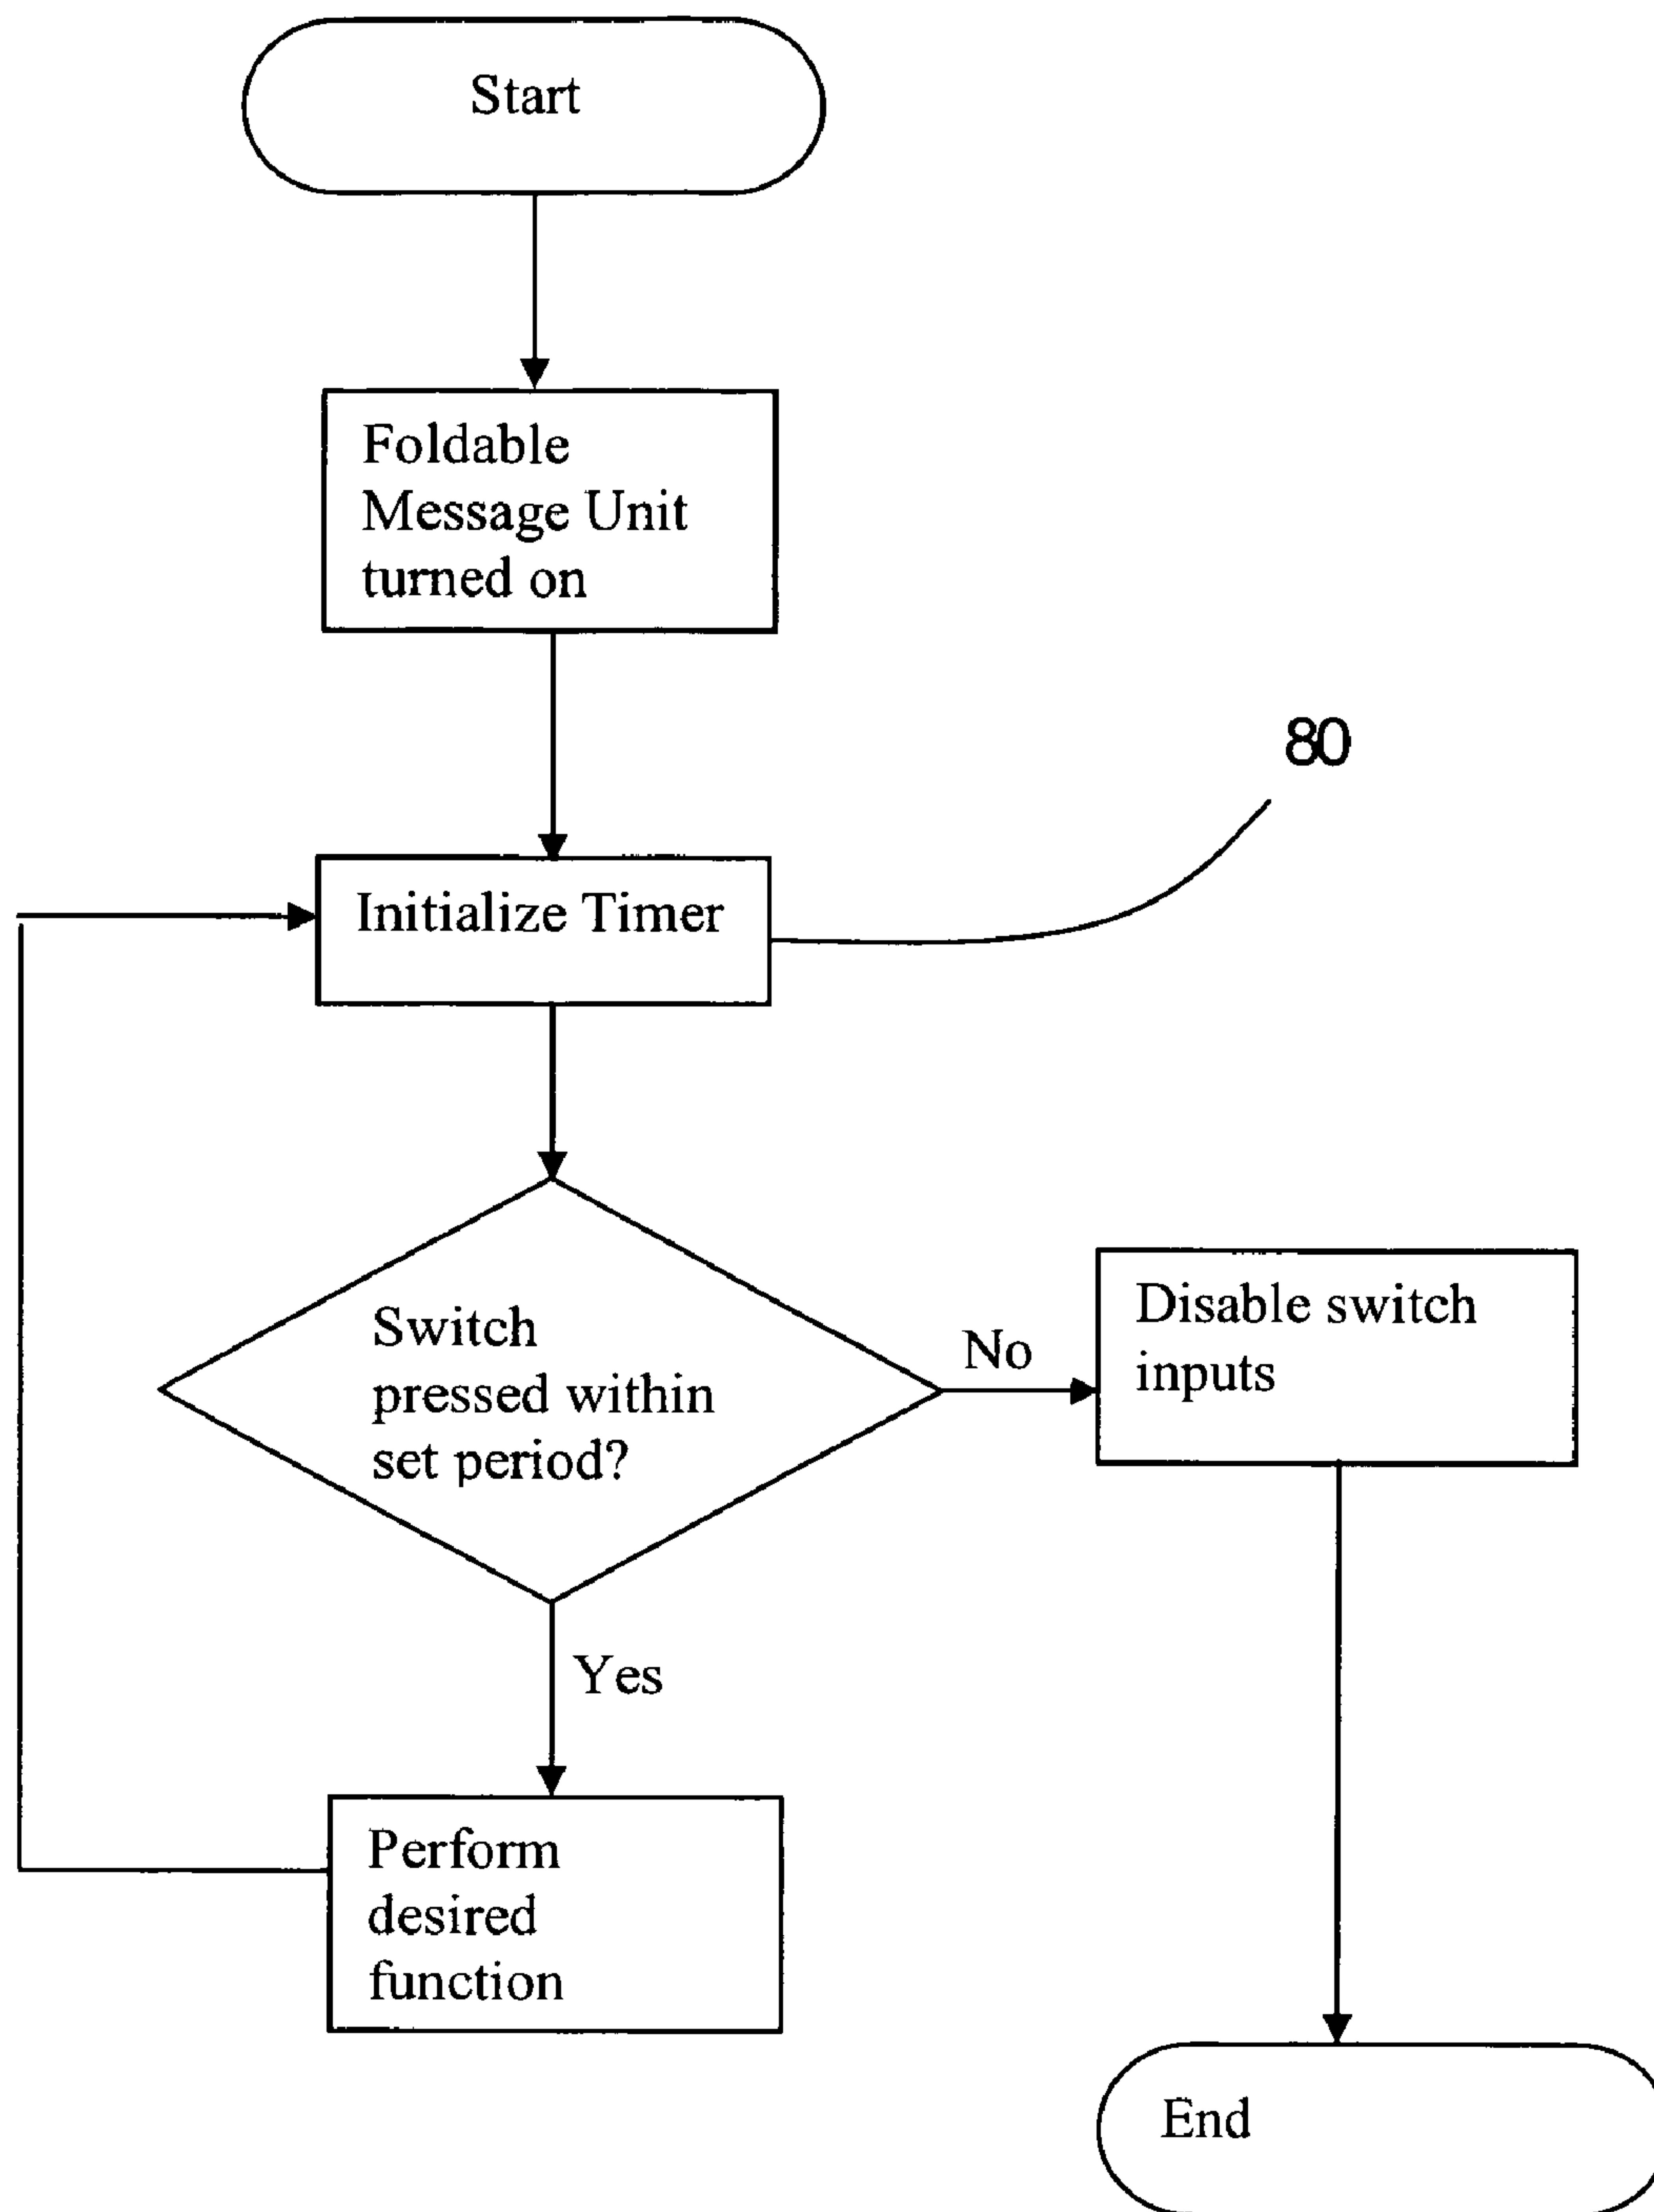 Start
Foldable
Message Unit
turned on
80
Initialize Timer
Switch
pressed within
set period?
No
Disable switch
inputs
Yes
Perform
desired
function
End